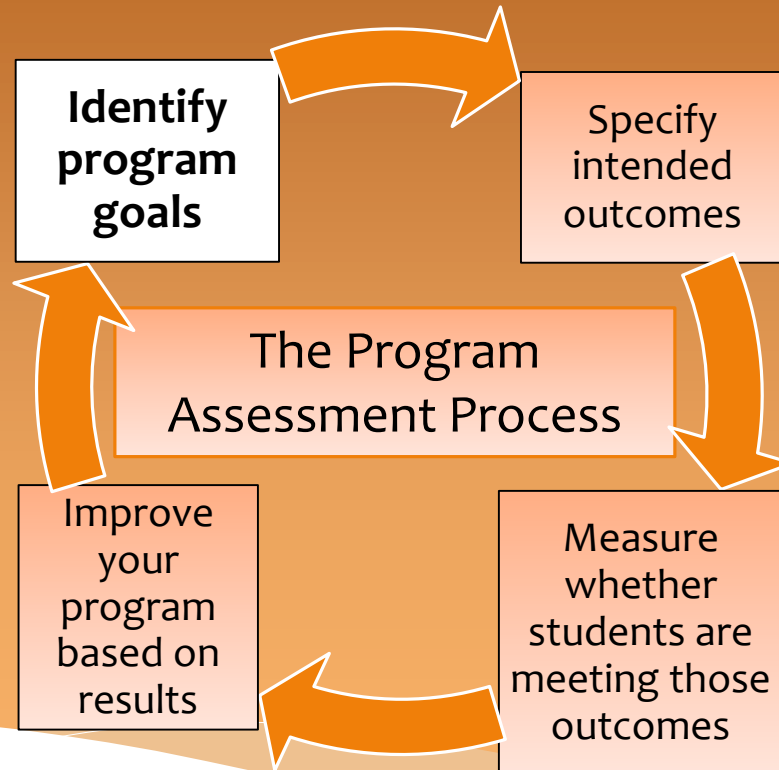 Identify
program
goals
Specify
intended
outcomes
The Program
Assessment Process
Improve
your
program
based on
results
Measure
whether
students are
meeting those
outcomes